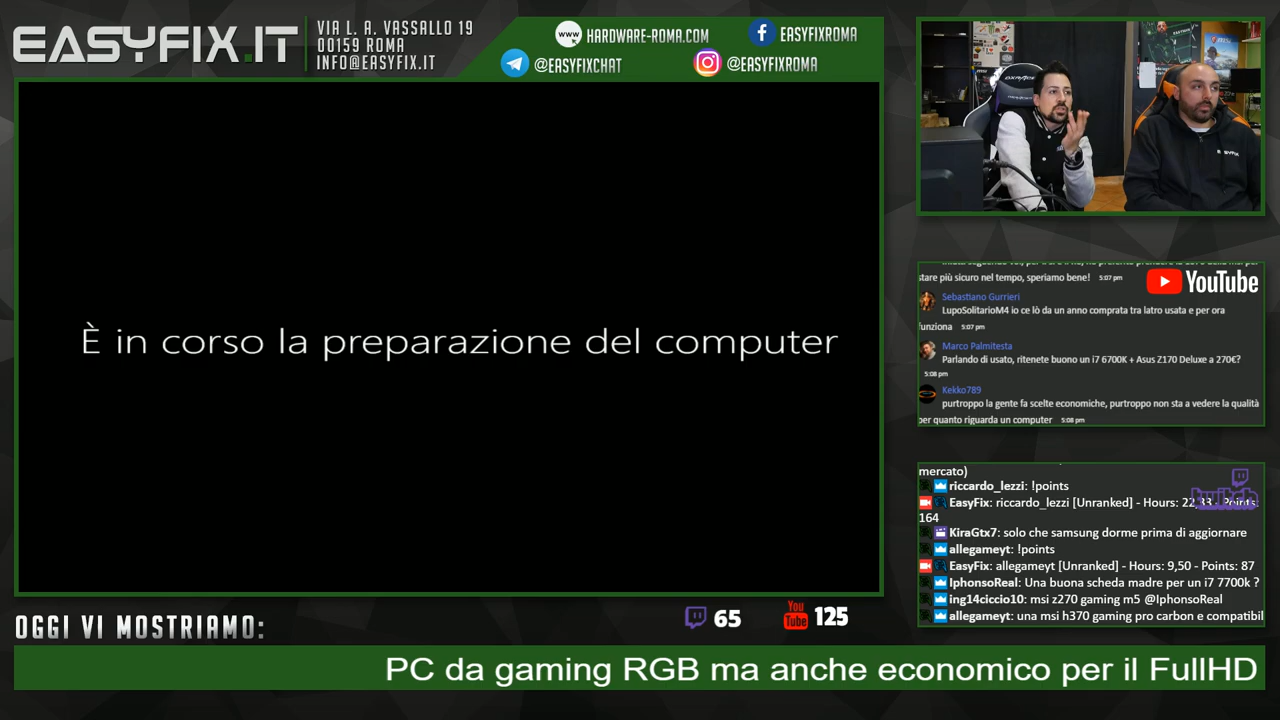 EASYFIX.IT
VIA L. A. VASSALLO 19
00159 ROMA
INFO@EASYFIX.IT
www
HARDWARE-ROMA.COM
EASYFIXROMA
@EASYFIXCHAT
@EASYFIXROMA
È in corso la preparazione del computer
stare più sicuro nel tempo, speriamo bene! 5:07 pm
YouTube
Sebastiano Gurrieri
LupoSolitarioM4 io ce lò da un anno comprata tra latro usata e per ora
funziona 5:07 pm
Marco Palmitesta
Parlando di usato, ritenete buono un i7 6700K + Asus Z170 Deluxe a 270€?
5:08 pm
Kekko789
purtroppo la gente fa scelte economiche, purtroppo non sta a vedere la qualità
per quanto riguarda un computer 5:08 pm
mercato)
riccardo_lezzi: !points
EasyFix: riccardo_lezzi [Unranked] - Hours: 22,33 - Points:
164
twitch
KiraGtx7: solo che samsung dorme prima di aggiornare
allegameyt: !points
EasyFix: allegameyt [Unranked] - Hours: 9,50 - Points: 87
IphonsoReal: Una buona scheda madre per un i7 7700k ?
ing14ciccio10: msi z270 gaming m5 @IphonsoReal
allegameyt: una msi h370 gaming pro carbon e compatibil
OGGI VI MOSTRIAMO:
65
You Tube
125
PC da gaming RGB ma anche economico per il FullHD